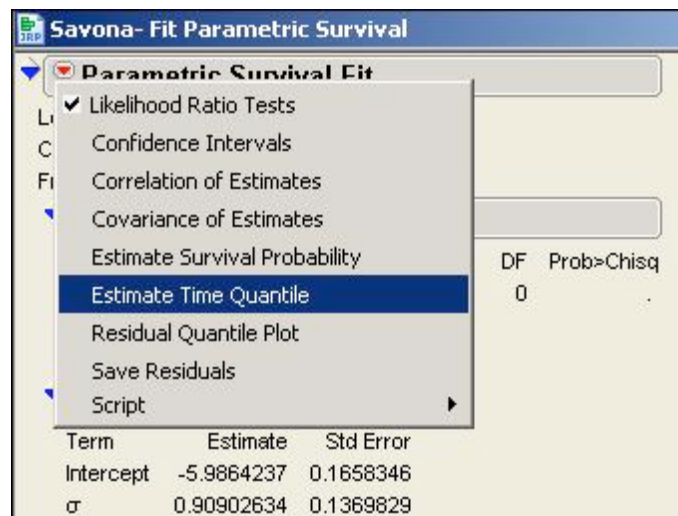 JRP
Savona- Fit Parametric Survival
Parametric Survival Fit
Likelihood Ratio Tests
Confidence Intervals
Correlation of Estimates
Covariance of Estimates
Estimate Survival Probability
DF Prob>Chisq
Estimate Time Quantile
0 .
Residual Quantile Plot
Save Residuals
Script
Term Estimate Std Error
Intercept -5.9864237 0.1658346
σ 0.90902634 0.1369829